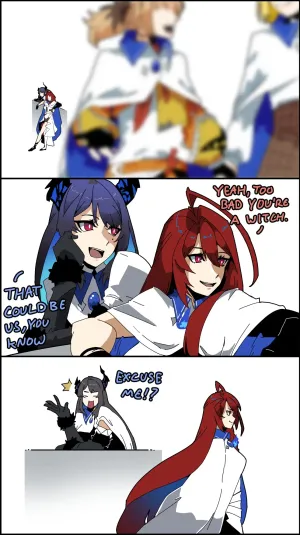 YEAH, TOO
BAD YOU'RE
A WITCH.
THAT
COULD BE
US, YOU
KNOW
EXCUSE
ME!?